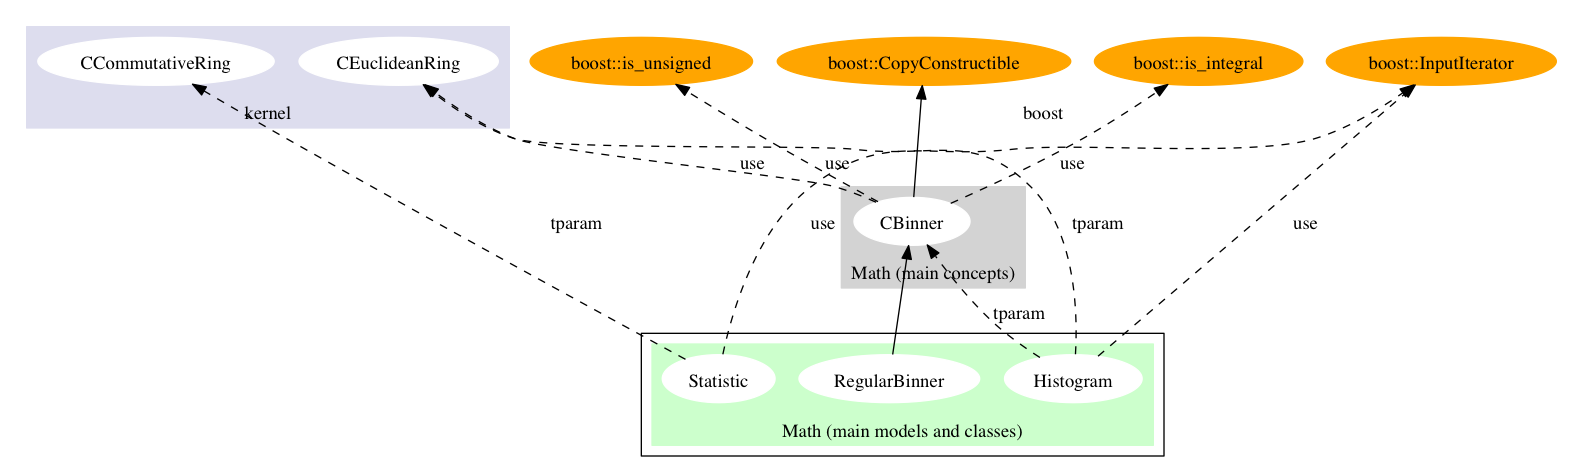 CCommutativeRing
CEuclideanRing
boost::is_unsigned
boost::CopyConstructible
boost::is_integral
boost::InputIterator
kernel
boost
use
use
use
tparam
use
CBinner
tparam
use
Math (main concepts)
tparam
Statistic
RegularBinner
Histogram
Math (main models and classes)